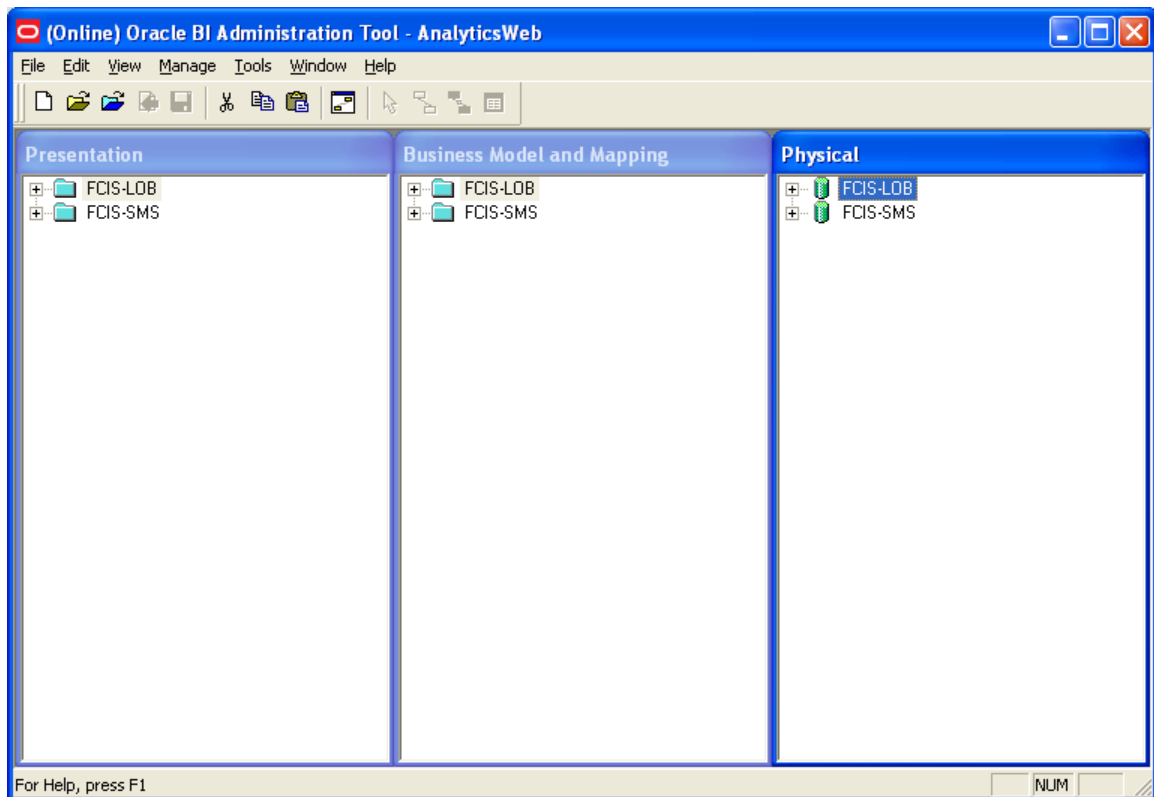 (Online) Oracle BI Administration Tool - AnalyticsWeb
File Edit View Manage Tools Window Help
Presentation
FCIS-LOB
FCIS-SMS
Business Model and Mapping
FCIS-LOB
FCIS-SMS
Physical
FCIS-LOB
FCIS-SMS
For Help, press F1
NUM